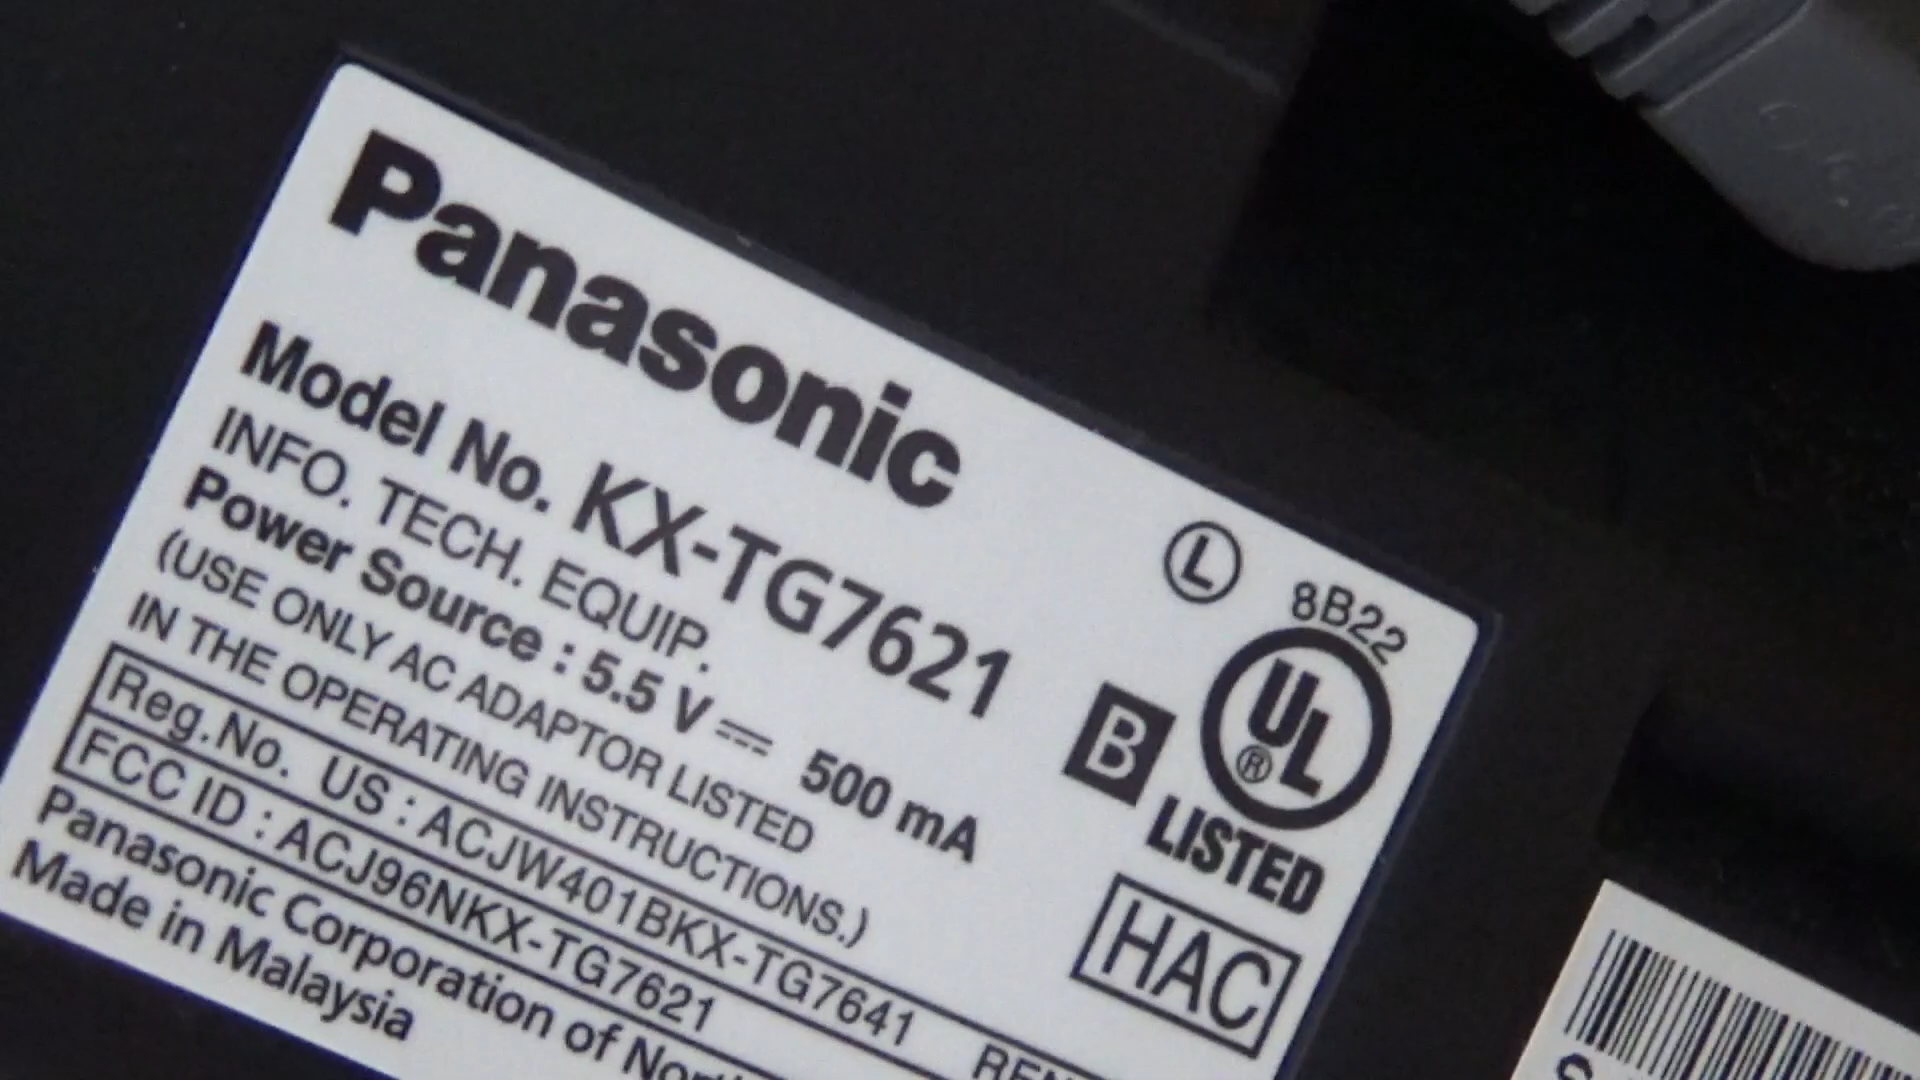 Panasonic
Model No. KX-TG7621
INFO. TECH. EQUIP.
Power Source : 5.5 V ⎓ 500 mA
(USE ONLY AC ADAPTOR LISTED
IN THE OPERATING INSTRUCTIONS.)
Reg.No. US : ACJW401BKX-TG7641
FCC ID : ACJ96NKX-TG7621
Panasonic Corporation of
Made in Malaysia
L
8B22
B
UL
®
LISTED
HAC